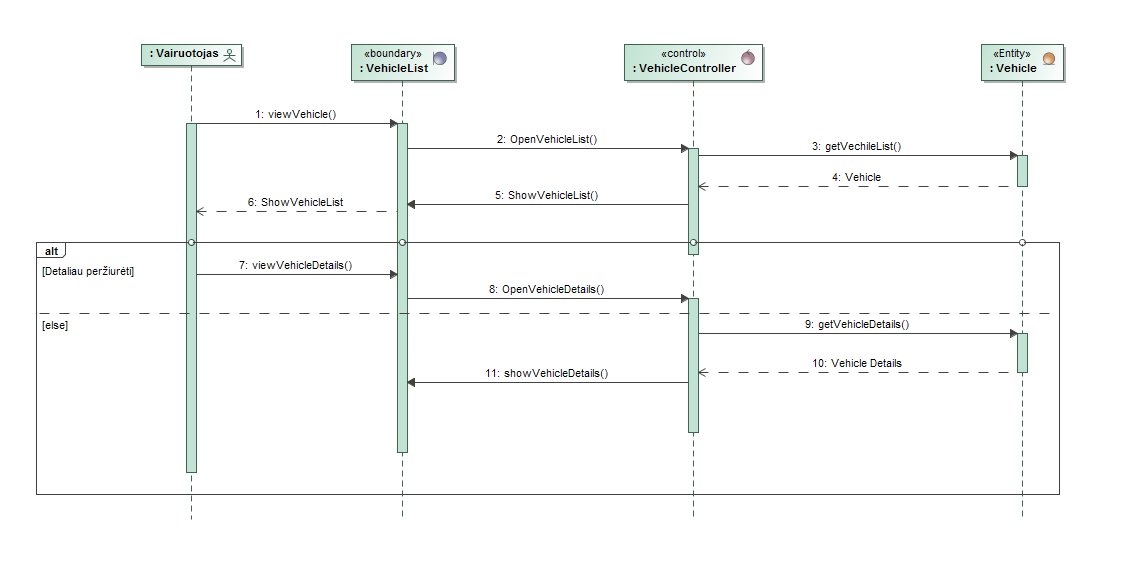 : Vairuotojas
«boundary»
: VehicleList
«control»
: VehicleController
«Entity»
: Vehicle
1: viewVehicle()
2: OpenVehicleList()
3: getVechileList()
4: Vehicle
5: ShowVehicleList()
6: ShowVehicleList
alt
[Detaliau peržiurėti]
7: viewVehicleDetails()
8: OpenVehicleDetails()
[else]
9: getVehicleDetails()
10: Vehicle Details
11: showVehicleDetails()